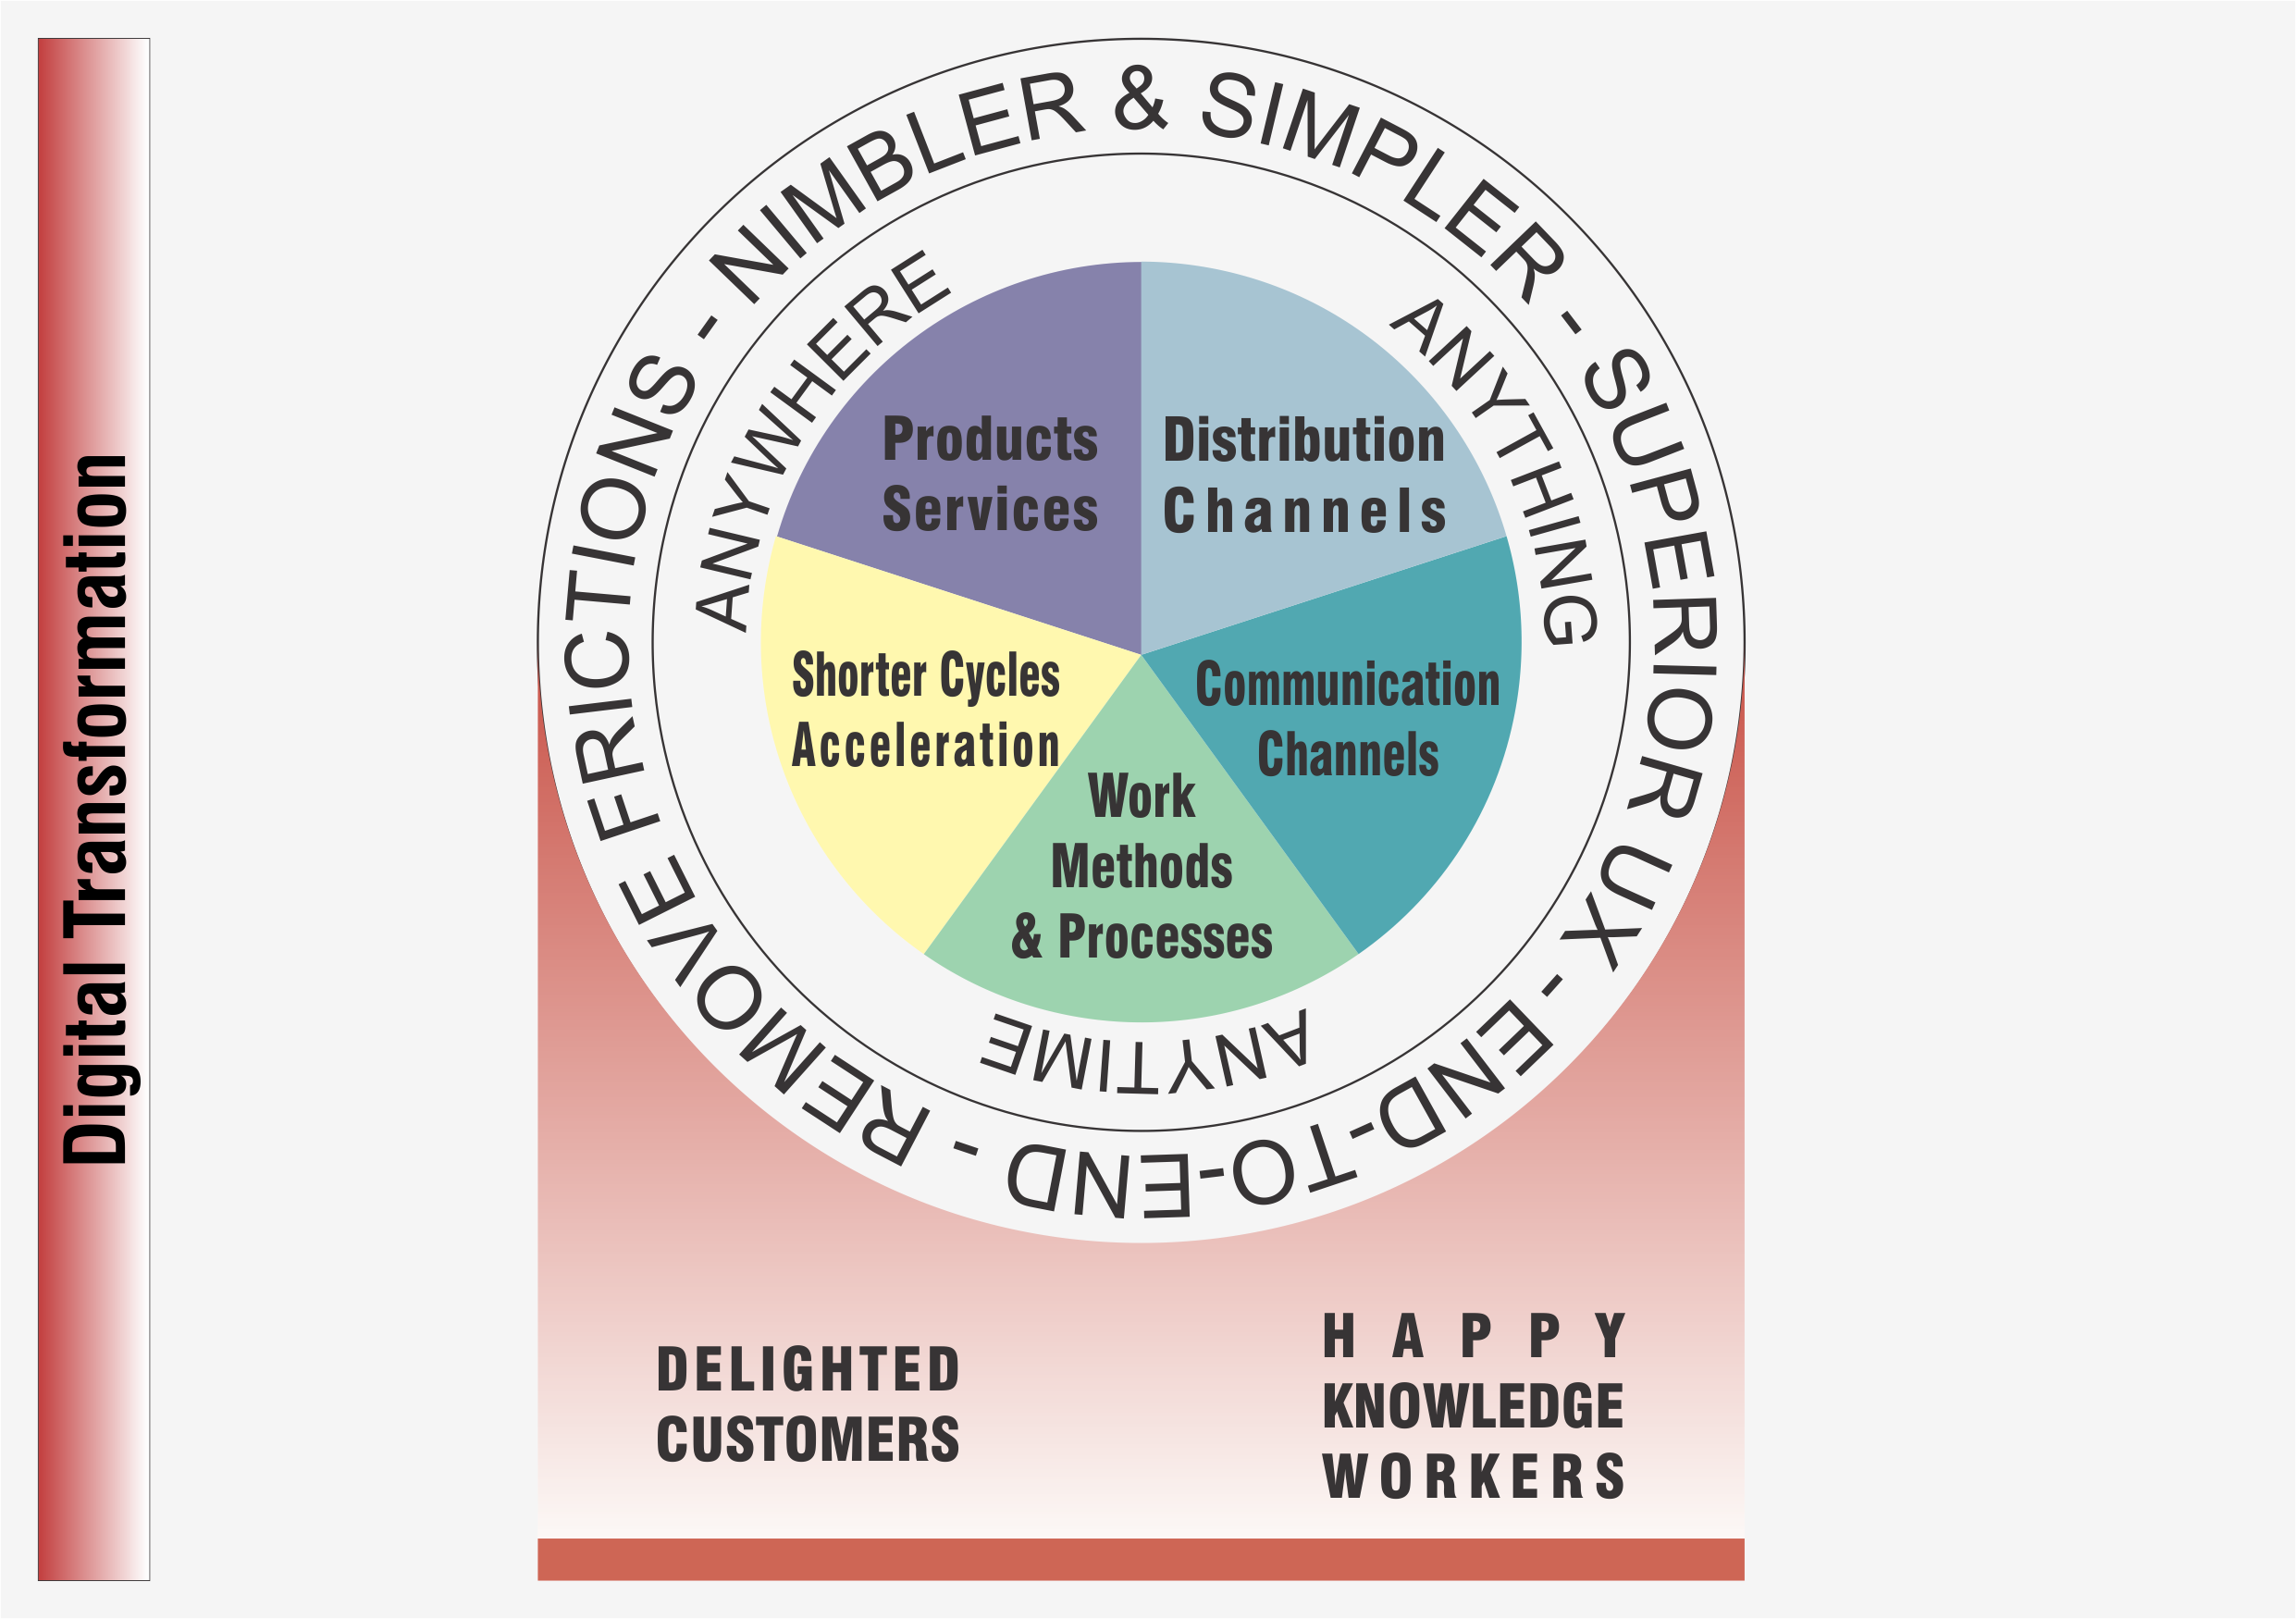 Digital Transformation
REMOVE FRICTIONS - NIMBLER & SIMPLER - SUPERIOR UX - END-TO-END -
ANYWHERE
ANYTHING
ANYTIME
Products
Services
Distribution
Channels
Shorter Cycles
Acceleration
Communication
Channels
Work
Methods
& Processes
DELIGHTED
CUSTOMERS
HAPPY
KNOWLEDGE
WORKERS